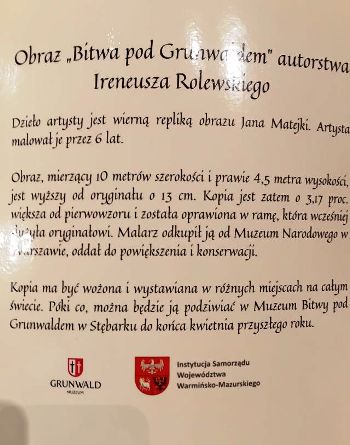 Obraz „Bitwa pod Grunwaldem" autorstwa
Ireneusza Rolewskiego
Dzieło artysty jest wierną repliką obrazu Jana Matejki. Artysta
malował je przez 6 lat.
Obraz, mierzący 10 metrów szerokości i prawie 4,5 metra wysokości,
jest wyższy od oryginału o 13 cm. Kopia jest zatem o 3,17 proc.
większa od pierwowzoru i została oprawiona w ramę, która wcześniej
służyła oryginałowi. Malarz odkupił ją od Muzeum Narodowego w
Warszawie, oddał do powiększenia i konserwacji.
Kopia ma być wożona i wystawiana w różnych miejscach na całym
świecie. Póki co, można będzie ją podziwiać w Muzeum Bitwy pod
Grunwaldem w Stębarku do końca kwietnia przyszłego roku.
GRUNWALD
MUZEUM
Instytucja Samorządu
Województwa
Warmińsko-Mazurskiego